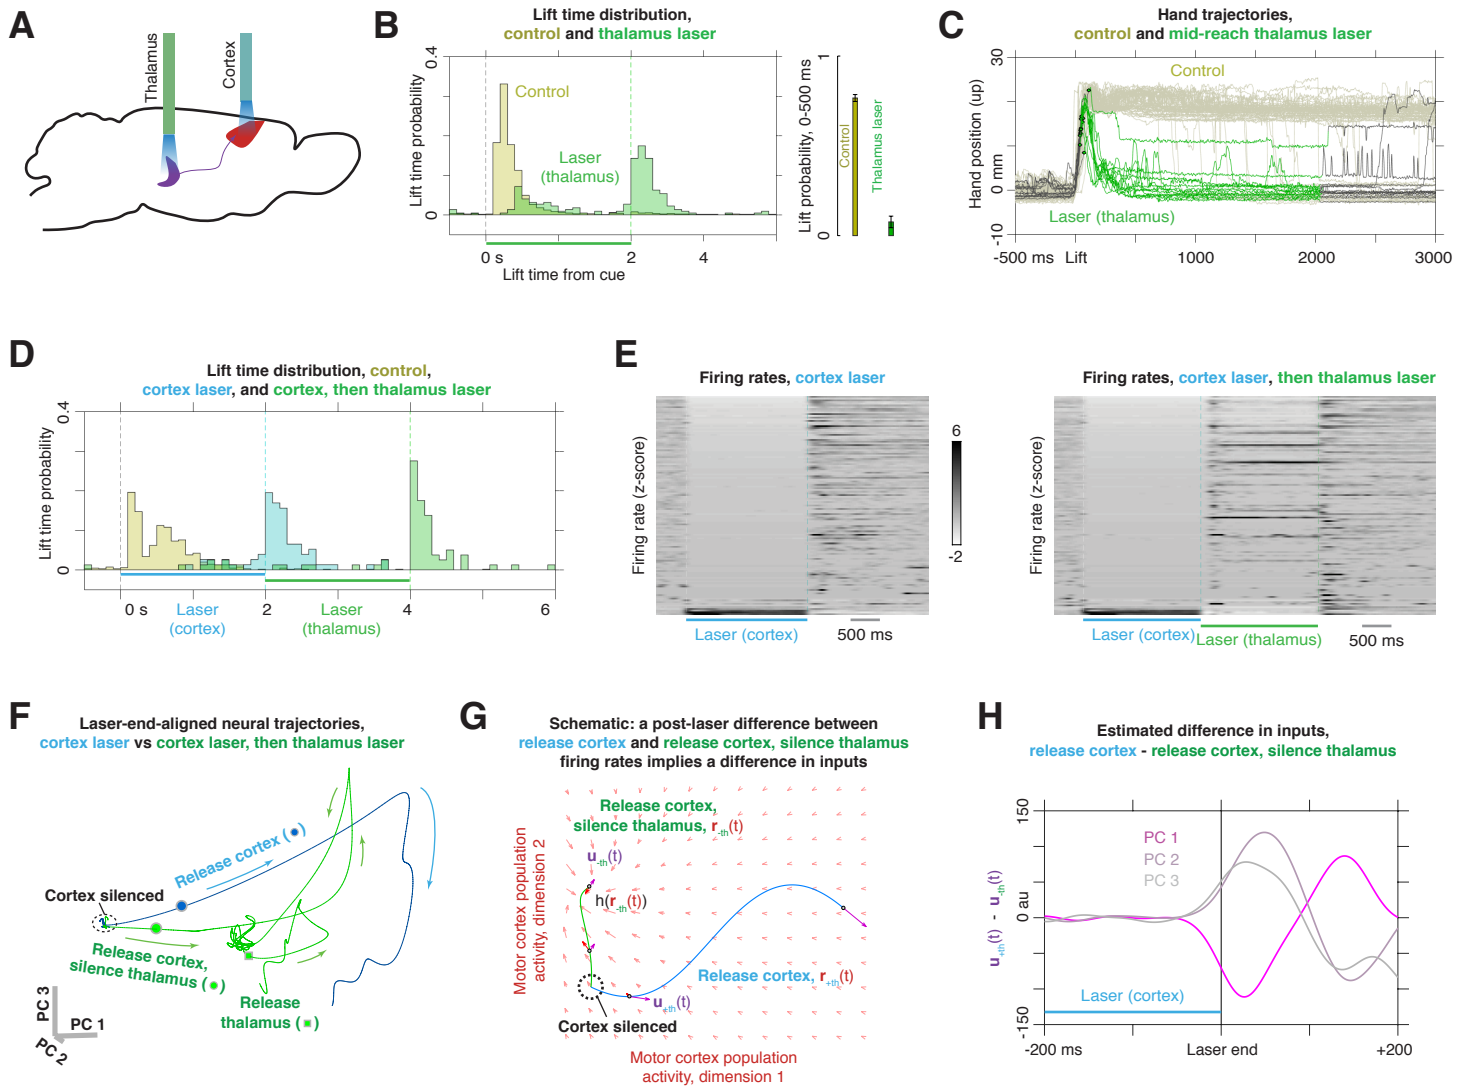 A
Thalamus
Cortex
B
Lift time distribution,
control and thalamus laser
Lift time probability
0.4
0
Control
Laser
(thalamus)
0 s
2
4
Lift time from cue
Lift probability, 0-500 ms
1
0
Control
Thalamus laser
C
Hand trajectories,
control and mid-reach thalamus laser
Hand position (up)
30
0 mm
-10
Control
Laser (thalamus)
-500 ms
Lift
1000
2000
3000
D
Lift time distribution, control,
cortex laser, and cortex, then thalamus laser
Lift time probability
0.4
0
0 s
2
4
6
Laser
(cortex)
Laser
(thalamus)
E
Firing rates, cortex laser
Firing rate (z-score)
Laser (cortex)
500 ms
6
-2
Firing rates, cortex laser, then thalamus laser
Firing rate (z-score)
Laser (cortex)
Laser (thalamus)
500 ms
F
Laser-end-aligned neural trajectories,
cortex laser vs cortex laser, then thalamus laser
Release cortex ( )
Cortex silenced
Release cortex,
silence thalamus ( )
Release
thalamus ( )
PC 3
PC 1
PC 2
G
Schematic: a post-laser difference between
release cortex and release cortex, silence thalamus
firing rates implies a difference in inputs
Motor cortex population
activity, dimension 2
Release cortex,
silence thalamus, r-th(t)
u-th(t)
h(r-th(t))
Release cortex, r+th(t)
u+th(t)
Cortex silenced
Motor cortex population
activity, dimension 1
H
Estimated difference in inputs,
release cortex - release cortex, silence thalamus
u+th(t) - u-th(t)
150
0 au
-150
PC 1
PC 2
PC 3
Laser (cortex)
-200 ms
Laser end
+200